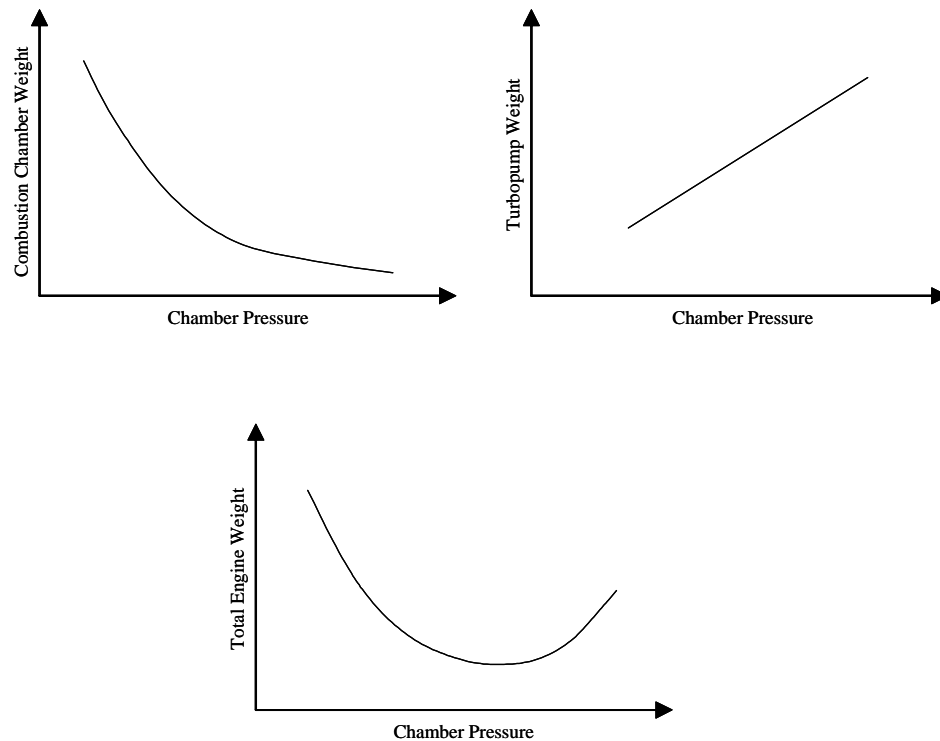 Combustion Chamber Weight
Chamber Pressure
Turbopump Weight
Chamber Pressure
Total Engine Weight
Chamber Pressure